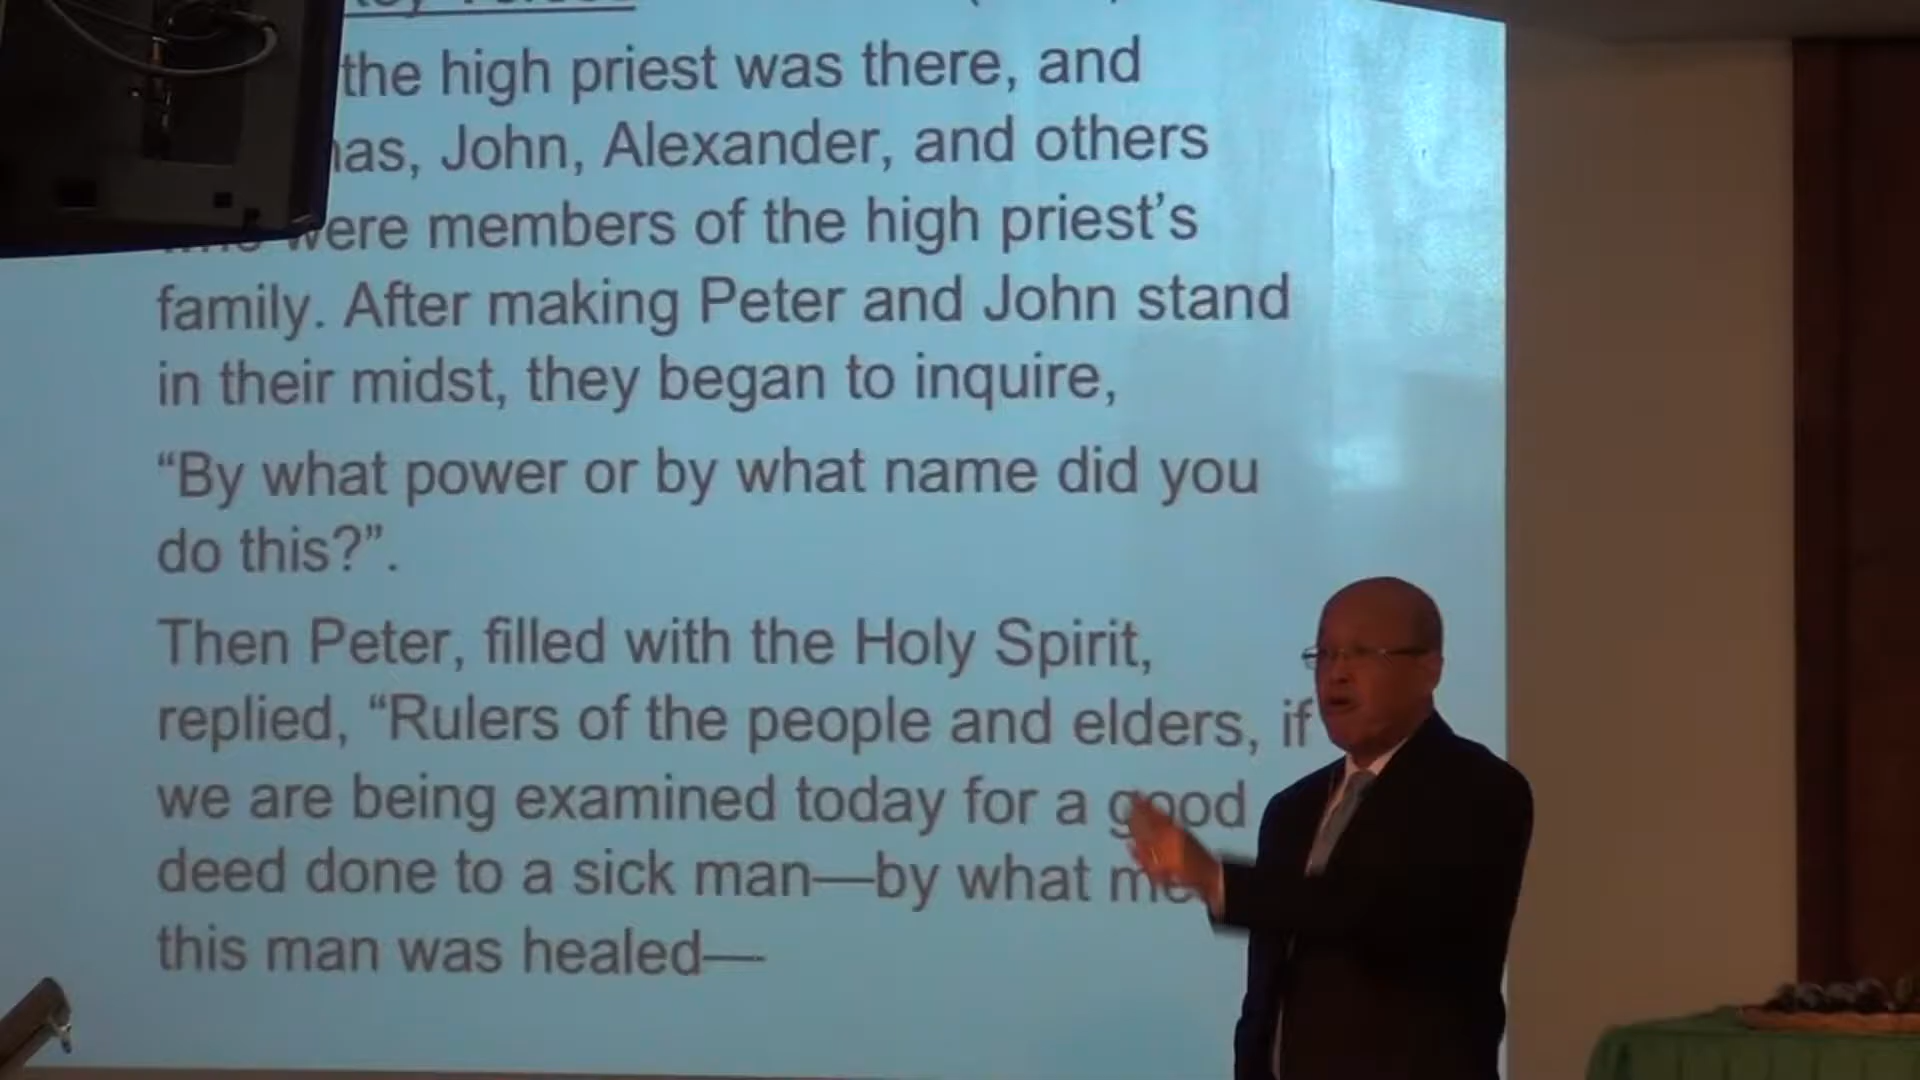 the high priest was there, and
John, Alexander, and others
were members of the high priest’s
family. After making Peter and John stand
in their midst, they began to inquire,
“By what power or by what name did you
do this?”.
Then Peter, filled with the Holy Spirit,
replied, “Rulers of the people and elders, if
we are being examined today for a good
deed done to a sick man—by what
this man was healed—